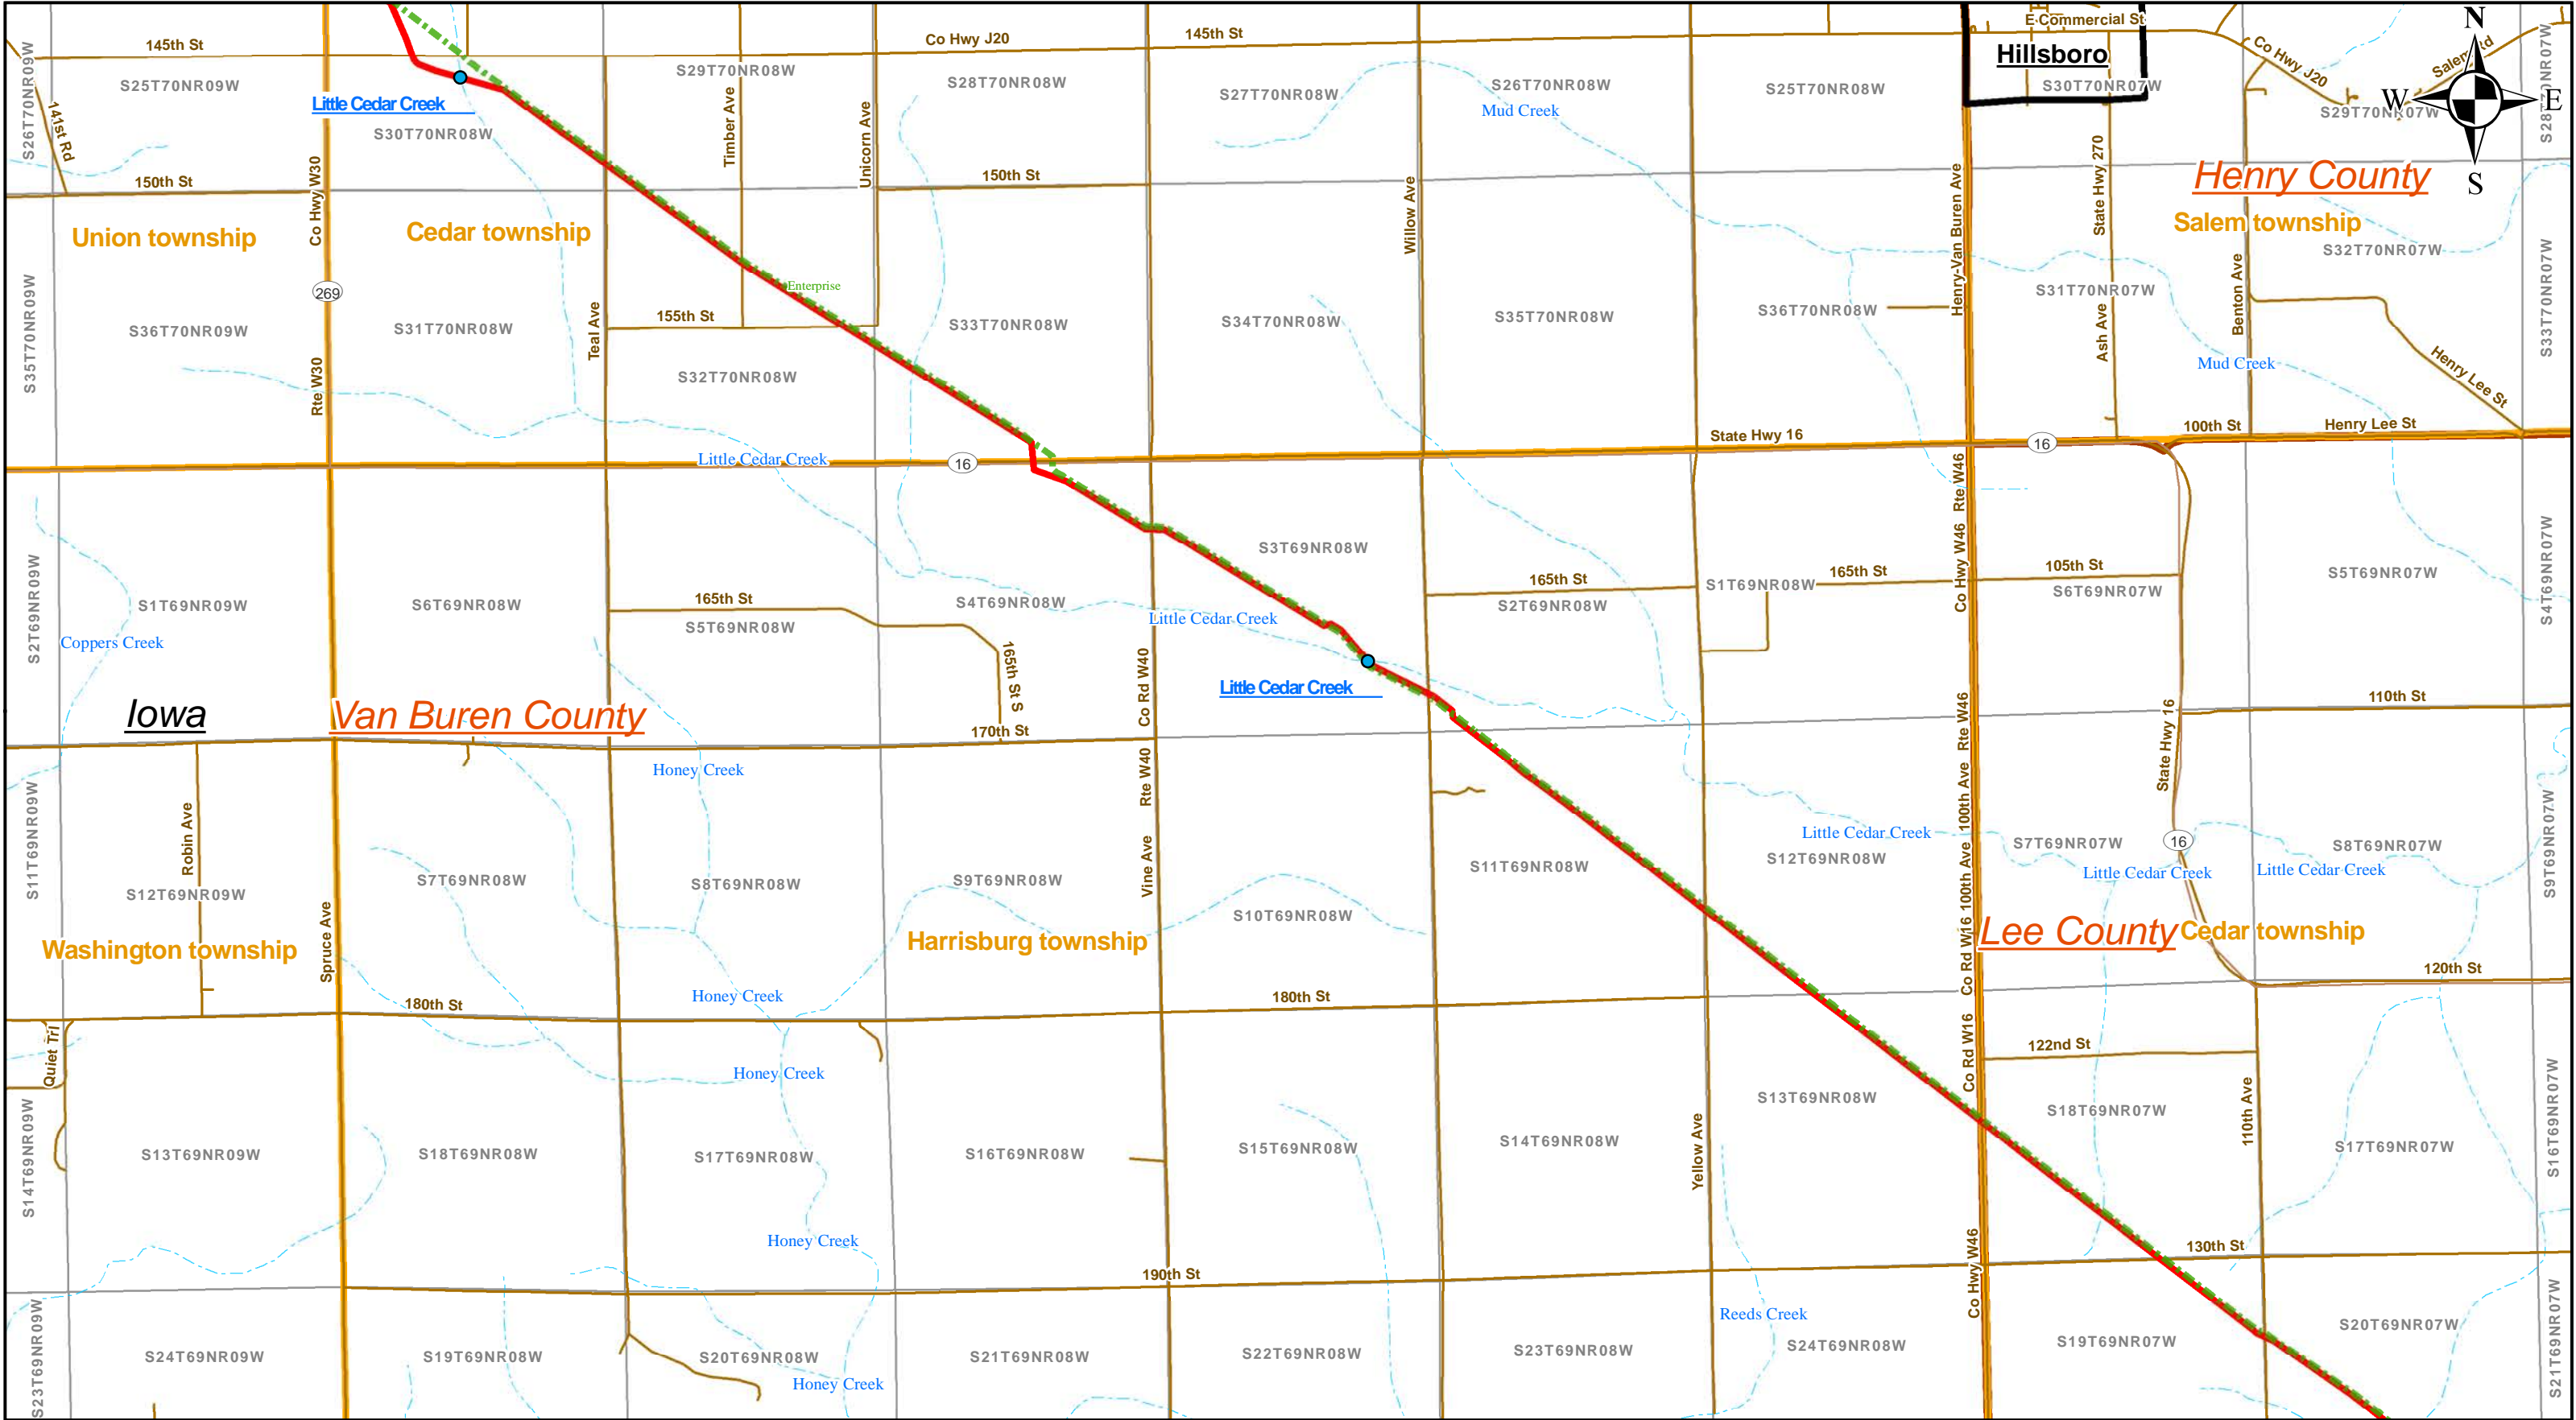 E Commercial St
N
145th St
Co Hwy J20
145th St
Hillsboro
Co Hwy J20
Salem Rd
S26T70NR09W
S25T70NR09W
S29T70NR08W
S28T70NR08W
S27T70NR08W
S26T70NR08W
S25T70NR08W
S30T70NR07W
S29T70NR07W
S28T70NR07W
W
E
S
141st Rd
Little Cedar Creek
S30T70NR08W
Mud Creek
Timber Ave
Unicorn Ave
150th St
150th St
Co Hwy W30
Willow Ave
Henry-Van Buren Ave
State Hwy 270
Henry County
Union township
Cedar township
Salem township
S32T70NR07W
S35T70NR09W
S36T70NR09W
269
S31T70NR08W
Enterprise
Teal Ave
155th St
S33T70NR08W
S34T70NR08W
S35T70NR08W
S36T70NR08W
S31T70NR07W
Ash Ave
Benton Ave
S33T70NR07W
Rte W30
S32T70NR08W
Mud Creek
Henry Lee St
State Hwy 16
16
100th St
Henry Lee St
Little Cedar Creek
16
Rte W46
S2T69NR09W
S1T69NR09W
S6T69NR08W
165th St
S5T69NR08W
S4T69NR08W
S3T69NR08W
165th St
S2T69NR08W
S1T69NR08W
165th St
Co Hwy W46
105th St
S6T69NR07W
S5T69NR07W
S4T69NR07W
Coppers Creek
Little Cedar Creek
165th St S
Co Rd W40
Little Cedar Creek
Iowa
Van Buren County
170th St
Rte W46
State Hwy 16
110th St
Honey Creek
Rte W40
S11T69NR09W
Robin Ave
S12T69NR09W
S7T69NR08W
S8T69NR08W
S9T69NR08W
Vine Ave
S10T69NR08W
S11T69NR08W
Little Cedar Creek
S12T69NR08W
100th Ave
100th Ave
S7T69NR07W
16
Little Cedar Creek
S8T69NR07W
Little Cedar Creek
S9T69NR07W
Washington township
Spruce Ave
Harrisburg township
Co Rd W16
Lee County
Cedar township
120th St
180th St
Honey Creek
180th St
Quiet Trl
Honey Creek
Co Rd W16
122nd St
S14T69NR09W
S13T69NR09W
S18T69NR08W
S17T69NR08W
S16T69NR08W
S15T69NR08W
S14T69NR08W
Yellow Ave
S13T69NR08W
S18T69NR07W
110th Ave
S17T69NR07W
S16T69NR07W
Honey Creek
190th St
Co Hwy W46
130th St
Reeds Creek
S23T69NR09W
S24T69NR09W
S19T69NR08W
S20T69NR08W
Honey Creek
S21T69NR08W
S22T69NR08W
S23T69NR08W
S24T69NR08W
S19T69NR07W
S20T69NR07W
S21T69NR07W